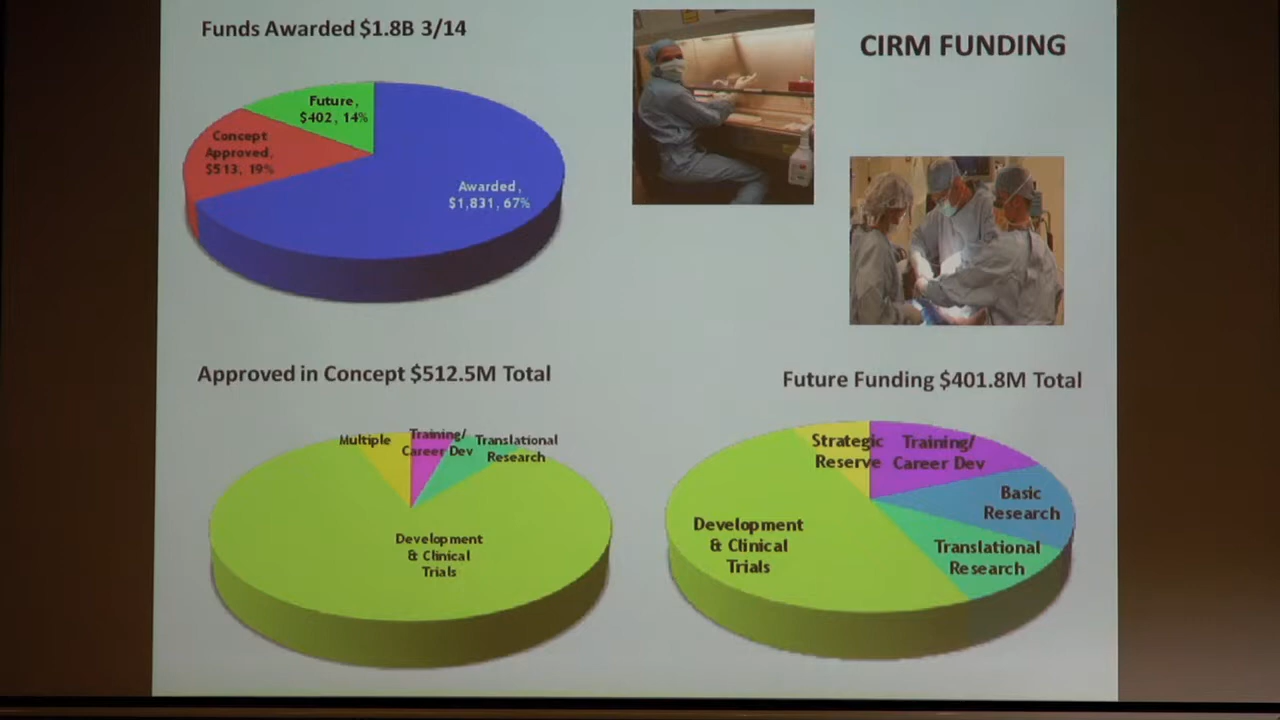 Funds Awarded $1.8B 3/14
CIRM FUNDING
Future,
$402, 14%
Concept
Approved,
$513, 19%
Awarded,
$1,831, 67%
Approved in Concept $512.5M Total
Multiple
Training/
Career Dev
Translational
Research
Development
& Clinical
Trials
Future Funding $401.8M Total
Strategic
Reserve
Training/
Career Dev
Basic
Research
Translational
Research
Development
& Clinical
Trials